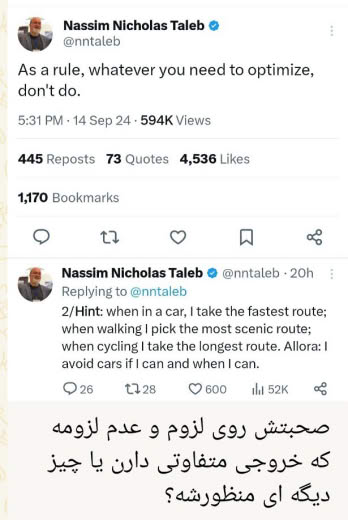 Nassim Nicholas Taleb
@nntaleb
As a rule, whatever you need to optimize,
don't do.
5:31 PM · 14 Sep 24 · 594K Views
445 Reposts 73 Quotes 4,536 Likes
1,170 Bookmarks
Nassim Nicholas Taleb @nntaleb · 20h
Replying to @nntaleb
2/Hint: when in a car, I take the fastest route;
when walking I pick the most scenic route;
when cycling I take the longest route. Allora: I
avoid cars if I can and when I can.
26 28 600 52K
صحبتش روی لزوم و عدم لزومه
که خروجی متفاوتی دارن یا چیز
دیگه ای منظورشه؟